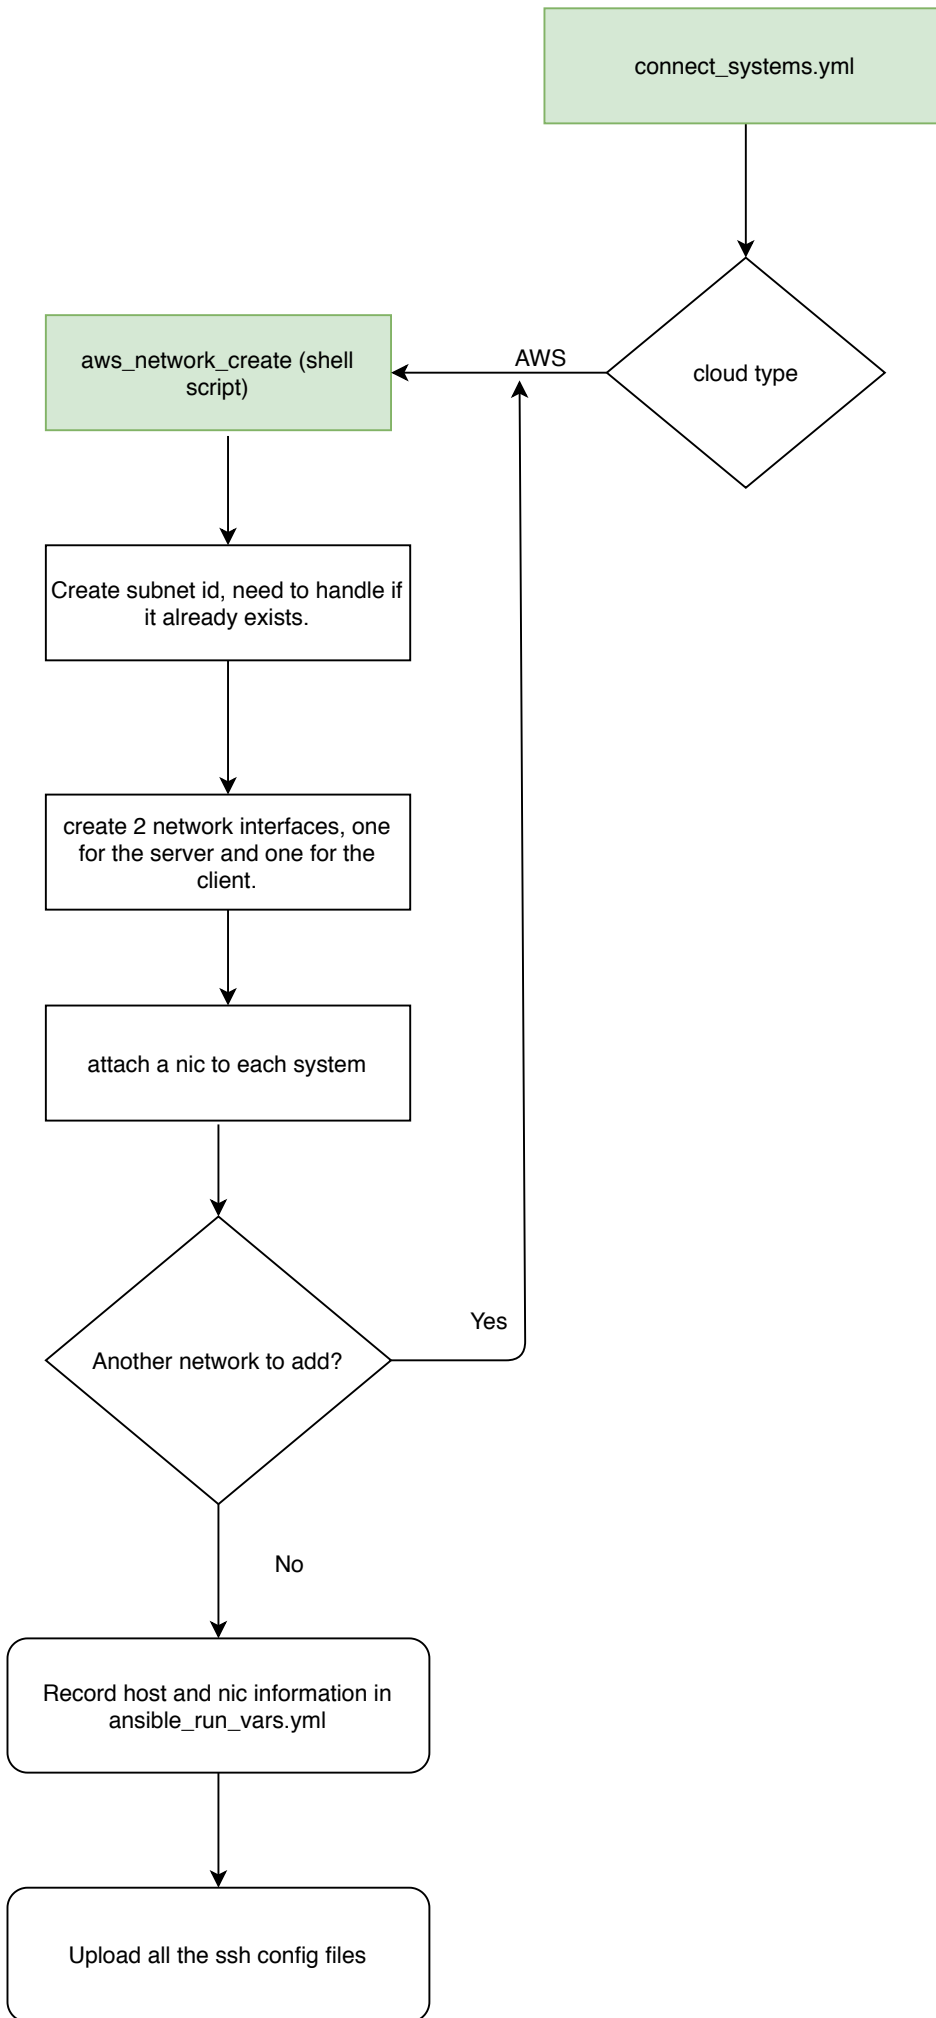 connect_systems.yml
cloud type
AWS
aws_network_create (shell
script)
Create subnet id, need to handle if
it already exists.
create 2 network interfaces, one
for the server and one for the
client.
attach a nic to each system
Another network to add?
Yes
No
Record host and nic information in
ansible_run_vars.yml
Upload all the ssh config files